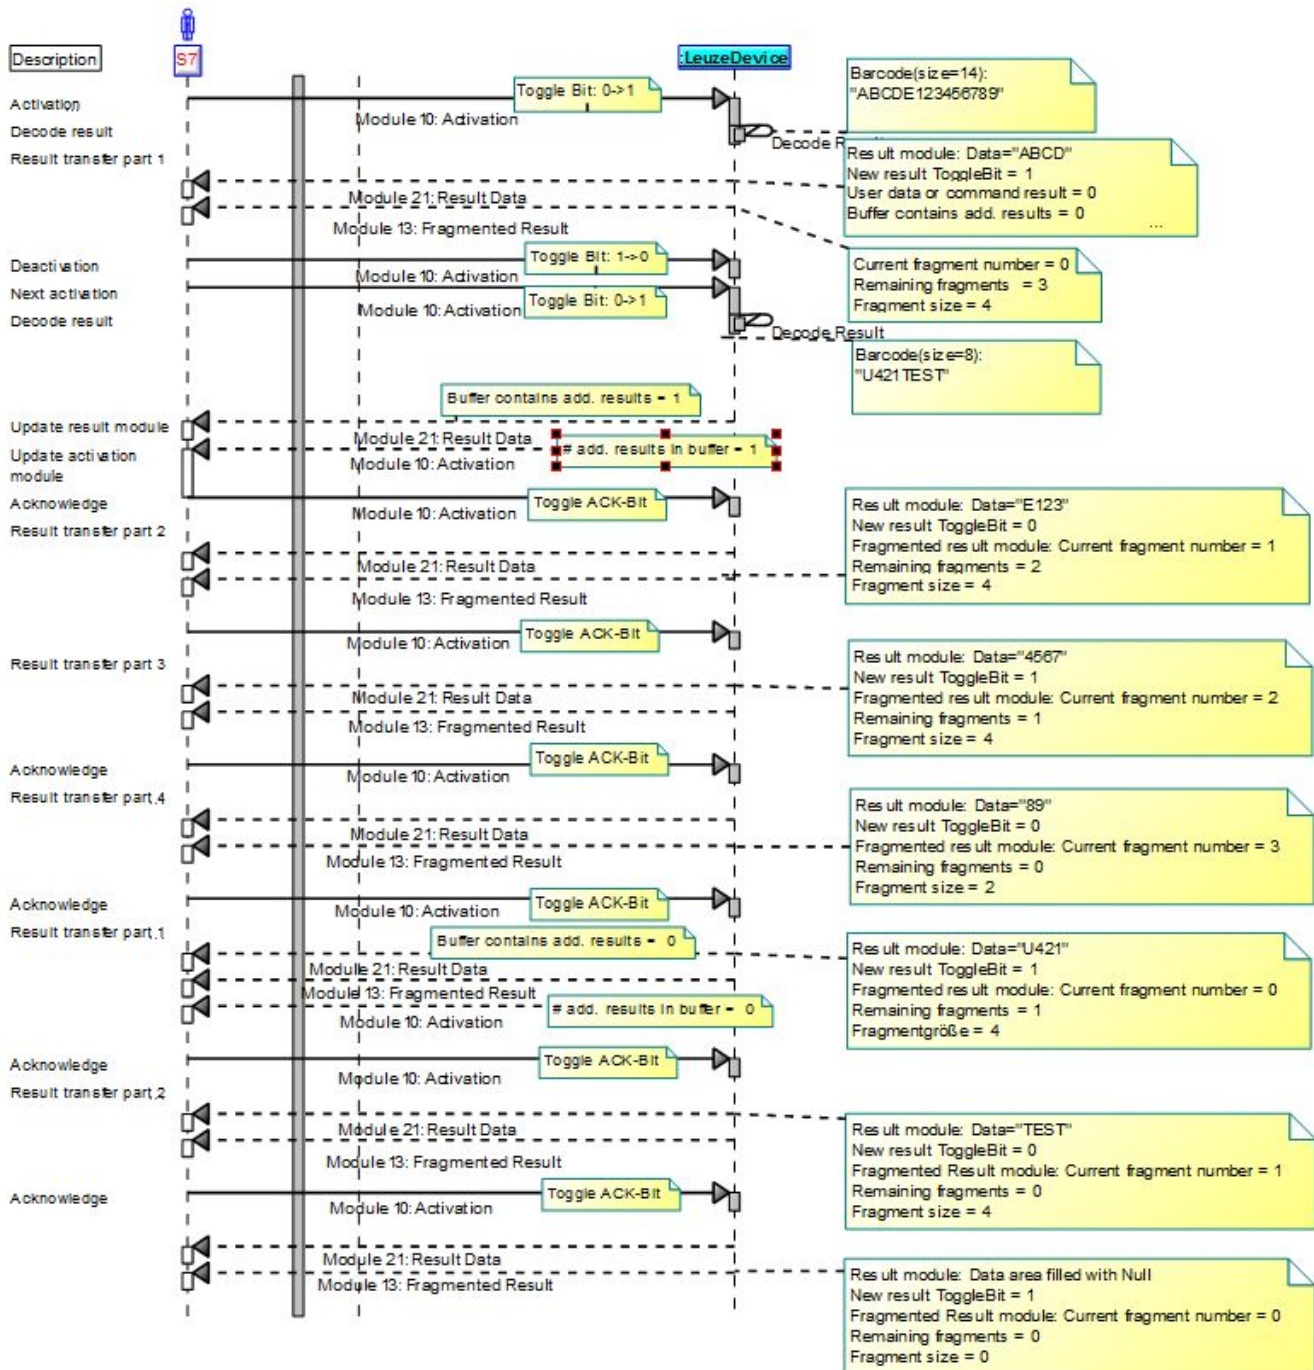 Description
S7
:LeuzeDevice
Toggle Bit: 0->1
Barcode(size=14):
"ABCDE123456789"
Activation
Module 10: Activation
Decode result
Decode Result
Result transfer part 1
Result module: Data="ABCD"
New result ToggleBit = 1
User data or command result = 0
Buffer contains add. results = 0
...
Module 21: Result Data
Module 13: Fragmented Result
Toggle Bit: 1->0
Deactivation
Module 10: Activation
Current fragment number = 0
Remaining fragments = 3
Fragment size = 4
Next activation
Toggle Bit: 0->1
Module 10: Activation
Decode result
Decode Result
Barcode(size=8):
"U421TEST"
Buffer contains add. results = 1
Update result module
Module 21: Result Data
# add. results in buffer = 1
Update activation
module
Module 10: Activation
Acknowledge
Toggle ACK-Bit
Module 10: Activation
Result transfer part 2
Result module: Data="E123"
New result ToggleBit = 0
Fragmented result module: Current fragment number = 1
Remaining fragments = 2
Fragment size = 4
Module 21: Result Data
Module 13: Fragmented Result
Toggle ACK-Bit
Module 10: Activation
Result transfer part 3
Result module: Data="4567"
New result ToggleBit = 1
Fragmented result module: Current fragment number = 2
Remaining fragments = 1
Fragment size = 4
Module 21: Result Data
Module 13: Fragmented Result
Toggle ACK-Bit
Acknowledge
Module 10: Activation
Result transfer part 4
Result module: Data="89"
New result ToggleBit = 0
Fragmented result module: Current fragment number = 3
Remaining fragments = 0
Fragment size = 2
Module 21: Result Data
Module 13: Fragmented Result
Toggle ACK-Bit
Acknowledge
Module 10: Activation
Result transfer part 1
Buffer contains add. results = 0
Result module: Data="U421"
New result ToggleBit = 1
Fragmented result module: Current fragment number = 0
Remaining fragments = 1
Fragmentgröße = 4
Module 21: Result Data
Module 13: Fragmented Result
# add. results in buffer = 0
Module 10: Activation
Toggle ACK-Bit
Acknowledge
Module 10: Activation
Result transfer part 2
Result module: Data="TEST"
New result ToggleBit = 0
Fragmented Result module: Current fragment number = 1
Remaining fragments = 0
Fragment size = 4
Module 21: Result Data
Module 13: Fragmented Result
Toggle ACK-Bit
Acknowledge
Module 10: Activation
Module 21: Result Data
Module 13: Fragmented Result
Result module: Data area filled with Null
New result ToggleBit = 1
Fragmented Result module: Current fragment number = 0
Remaining fragments = 0
Fragment size = 0